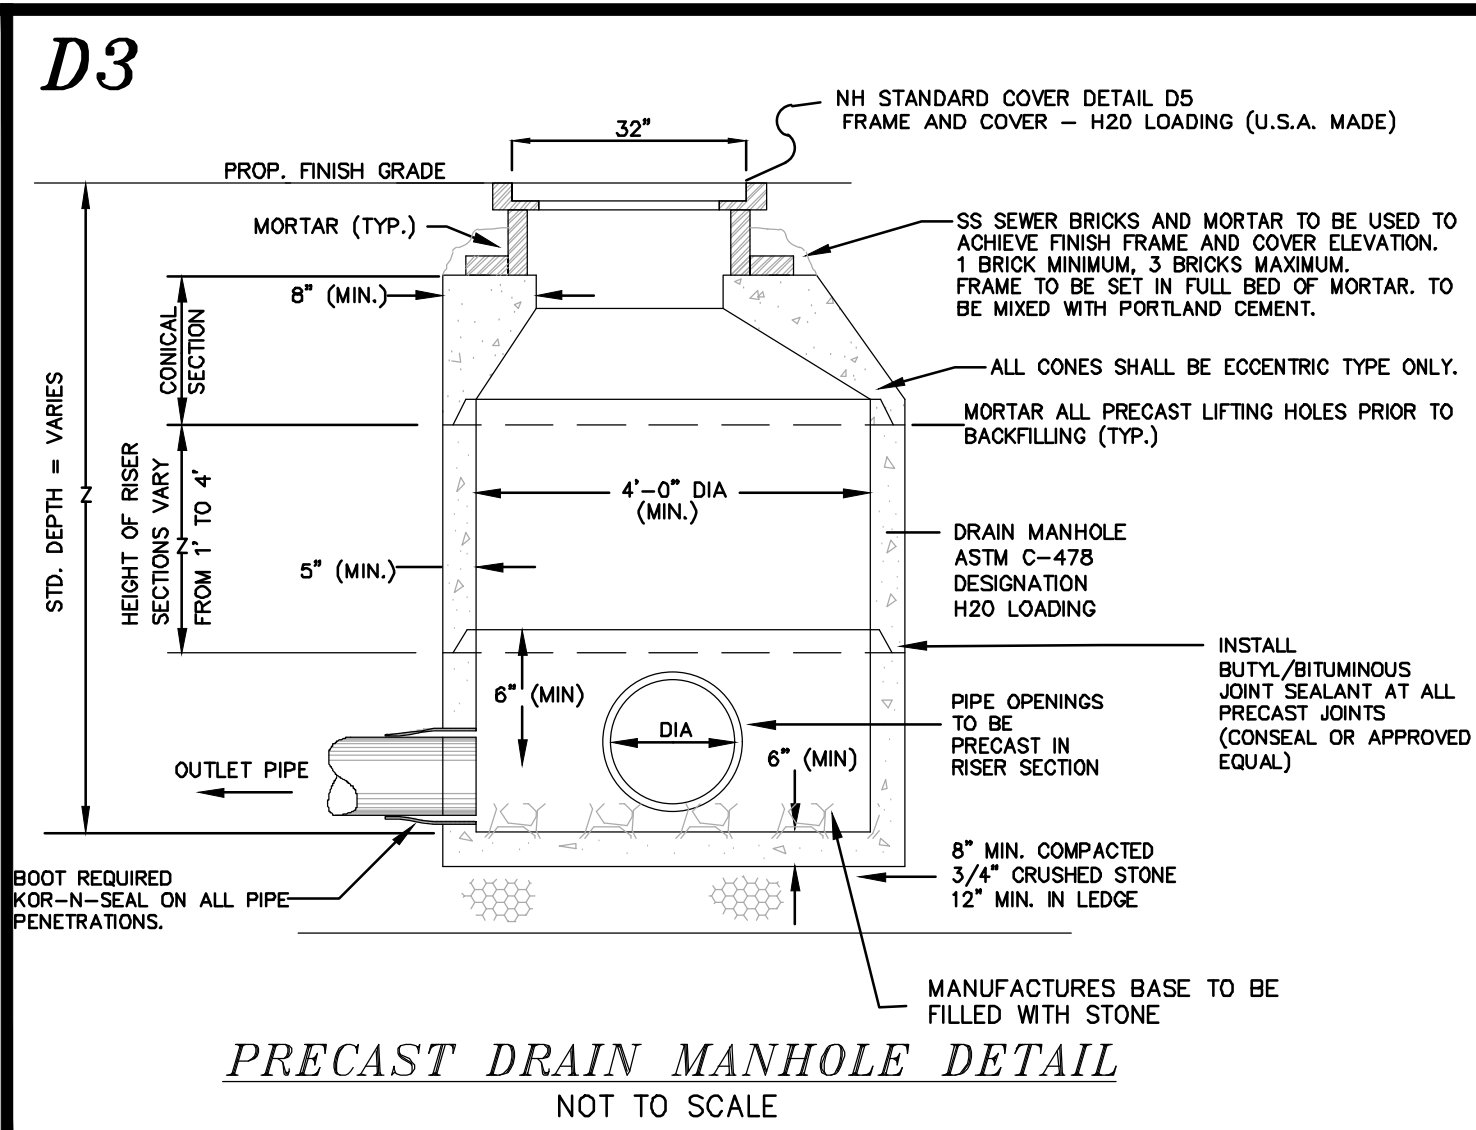 D3
NH STANDARD COVER DETAIL D5
FRAME AND COVER – H20 LOADING (U.S.A. MADE)
32"
PROP. FINISH GRADE
MORTAR (TYP.)
SS SEWER BRICKS AND MORTAR TO BE USED TO
ACHIEVE FINISH FRAME AND COVER ELEVATION.
1 BRICK MINIMUM, 3 BRICKS MAXIMUM.
FRAME TO BE SET IN FULL BED OF MORTAR. TO
BE MIXED WITH PORTLAND CEMENT.
8" (MIN.)
CONICAL
SECTION
ALL CONES SHALL BE ECCENTRIC TYPE ONLY.
MORTAR ALL PRECAST LIFTING HOLES PRIOR TO
BACKFILLING (TYP.)
STD. DEPTH = VARIES
Z
HEIGHT OF RISER
SECTIONS VARY
FROM 1' TO 4'
Z
4'-0" DIA
(MIN.)
5" (MIN.)
DRAIN MANHOLE
ASTM C-478
DESIGNATION
H20 LOADING
INSTALL
BUTYL/BITUMINOUS
JOINT SEALANT AT ALL
PRECAST JOINTS
(CONSEAL OR APPROVED
EQUAL)
6" (MIN)
PIPE OPENINGS
TO BE
PRECAST IN
RISER SECTION
DIA
6" (MIN)
OUTLET PIPE
8" MIN. COMPACTED
3/4" CRUSHED STONE
12" MIN. IN LEDGE
BOOT REQUIRED
KOR-N-SEAL ON ALL PIPE
PENETRATIONS.
MANUFACTURES BASE TO BE
FILLED WITH STONE
PRECAST DRAIN MANHOLE DETAIL
NOT TO SCALE